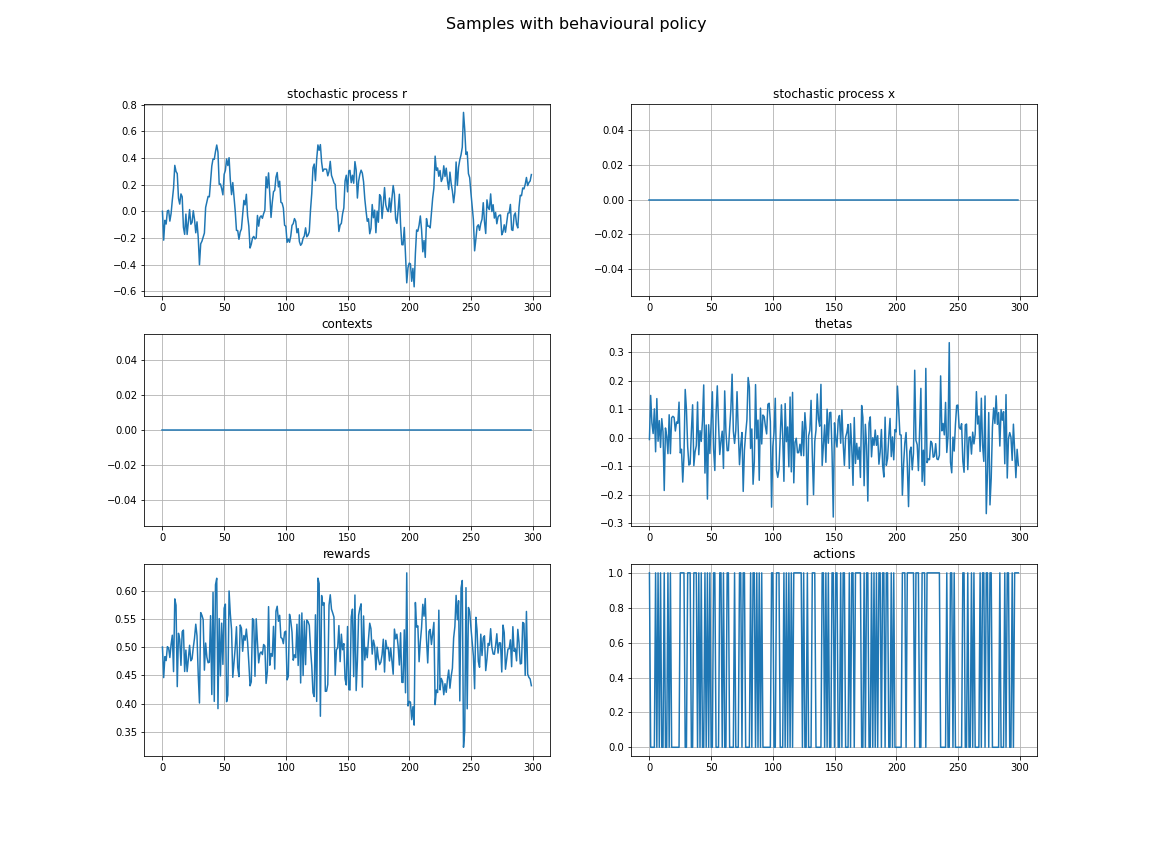 Samples with behavioural policy
stochastic process r
0.8
0.6
0.4
0.2
0.0
−0.2
−0.4
−0.6
0 50 100 150 200 250 300
stochastic process x
0.04
0.02
0.00
−0.02
−0.04
0 50 100 150 200 250 300
contexts
0.04
0.02
0.00
−0.02
−0.04
0 50 100 150 200 250 300
thetas
0.3
0.2
0.1
0.0
−0.1
−0.2
−0.3
0 50 100 150 200 250 300
rewards
0.60
0.55
0.50
0.45
0.40
0.35
0 50 100 150 200 250 300
actions
1.0
0.8
0.6
0.4
0.2
0.0
0 50 100 150 200 250 300